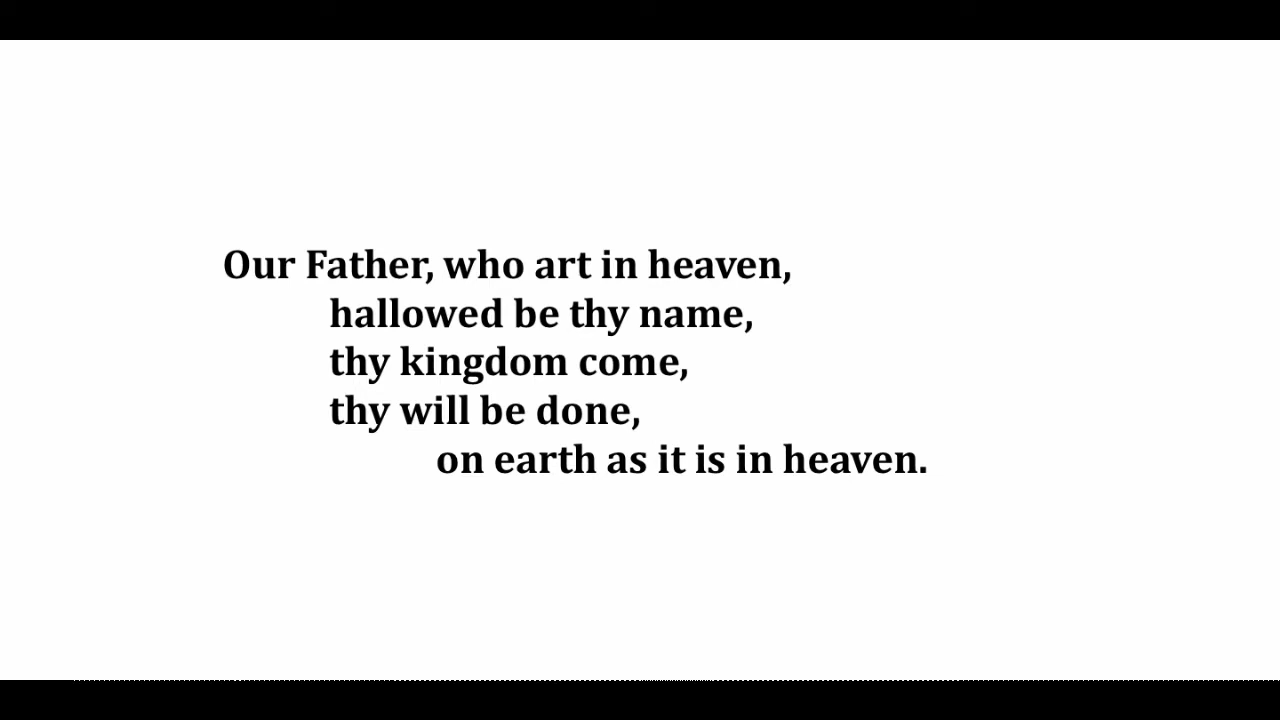 Our Father, who art in heaven,
hallowed be thy name,
thy kingdom come,
thy will be done,
on earth as it is in heaven.